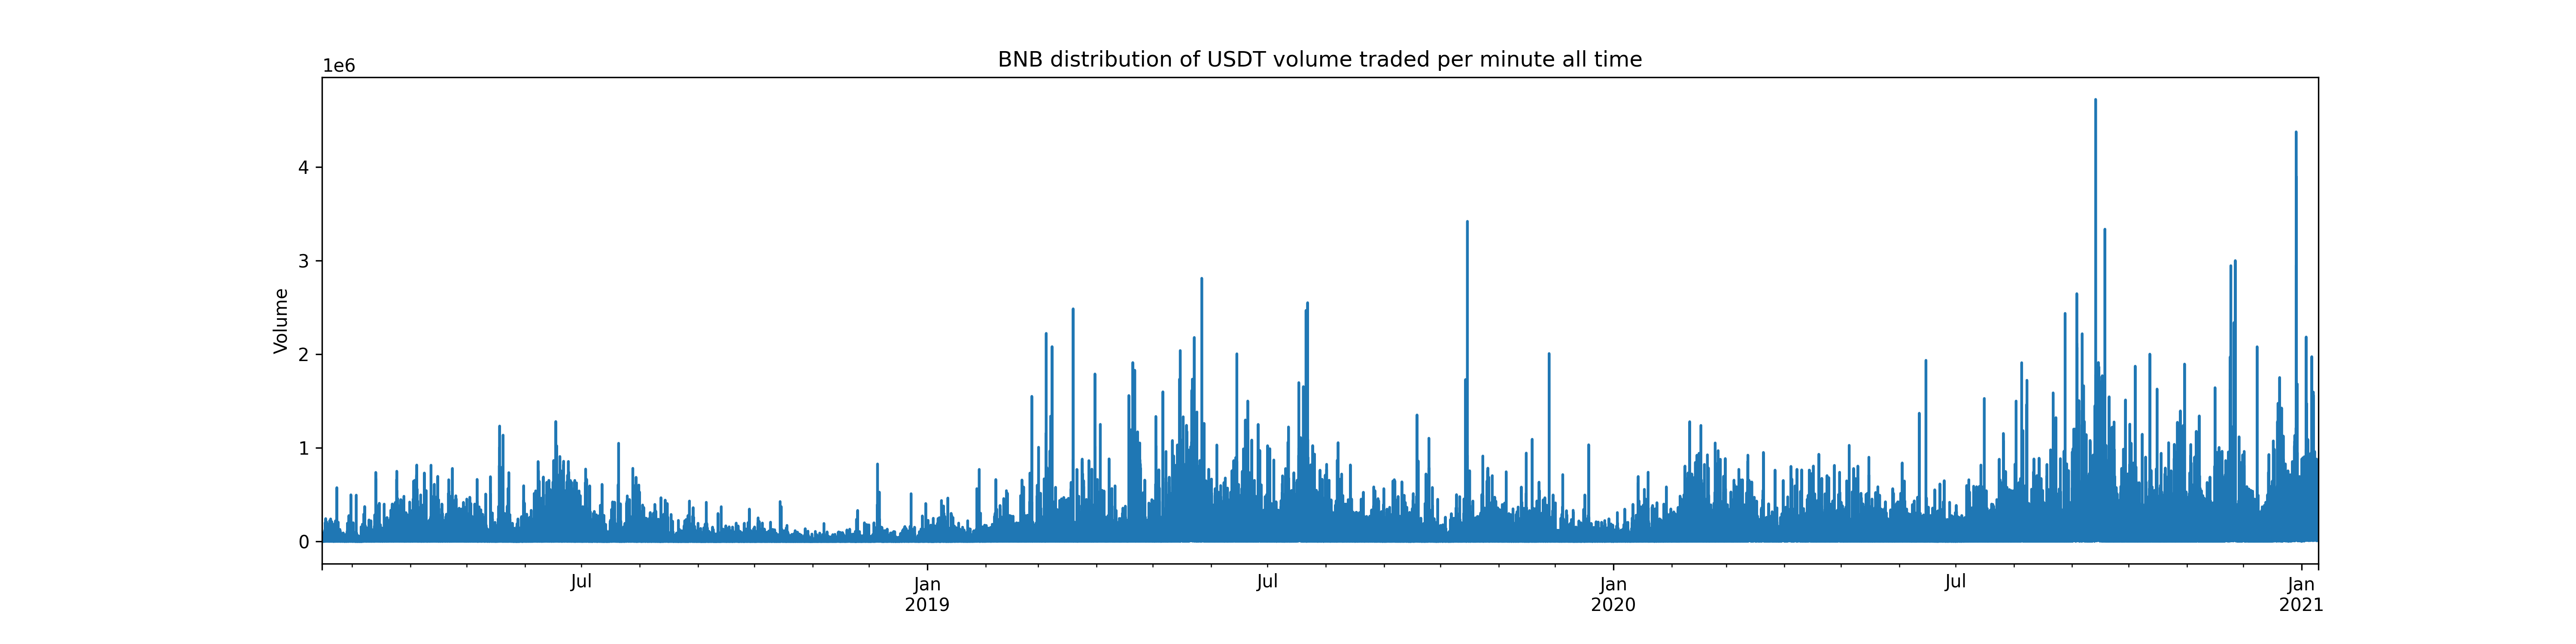 BNB distribution of USDT volume traded per minute all time
1e6
4
3
2
1
0
Volume
Jul
Jan
2019
Jul
Jan
2020
Jul
Jan
2021